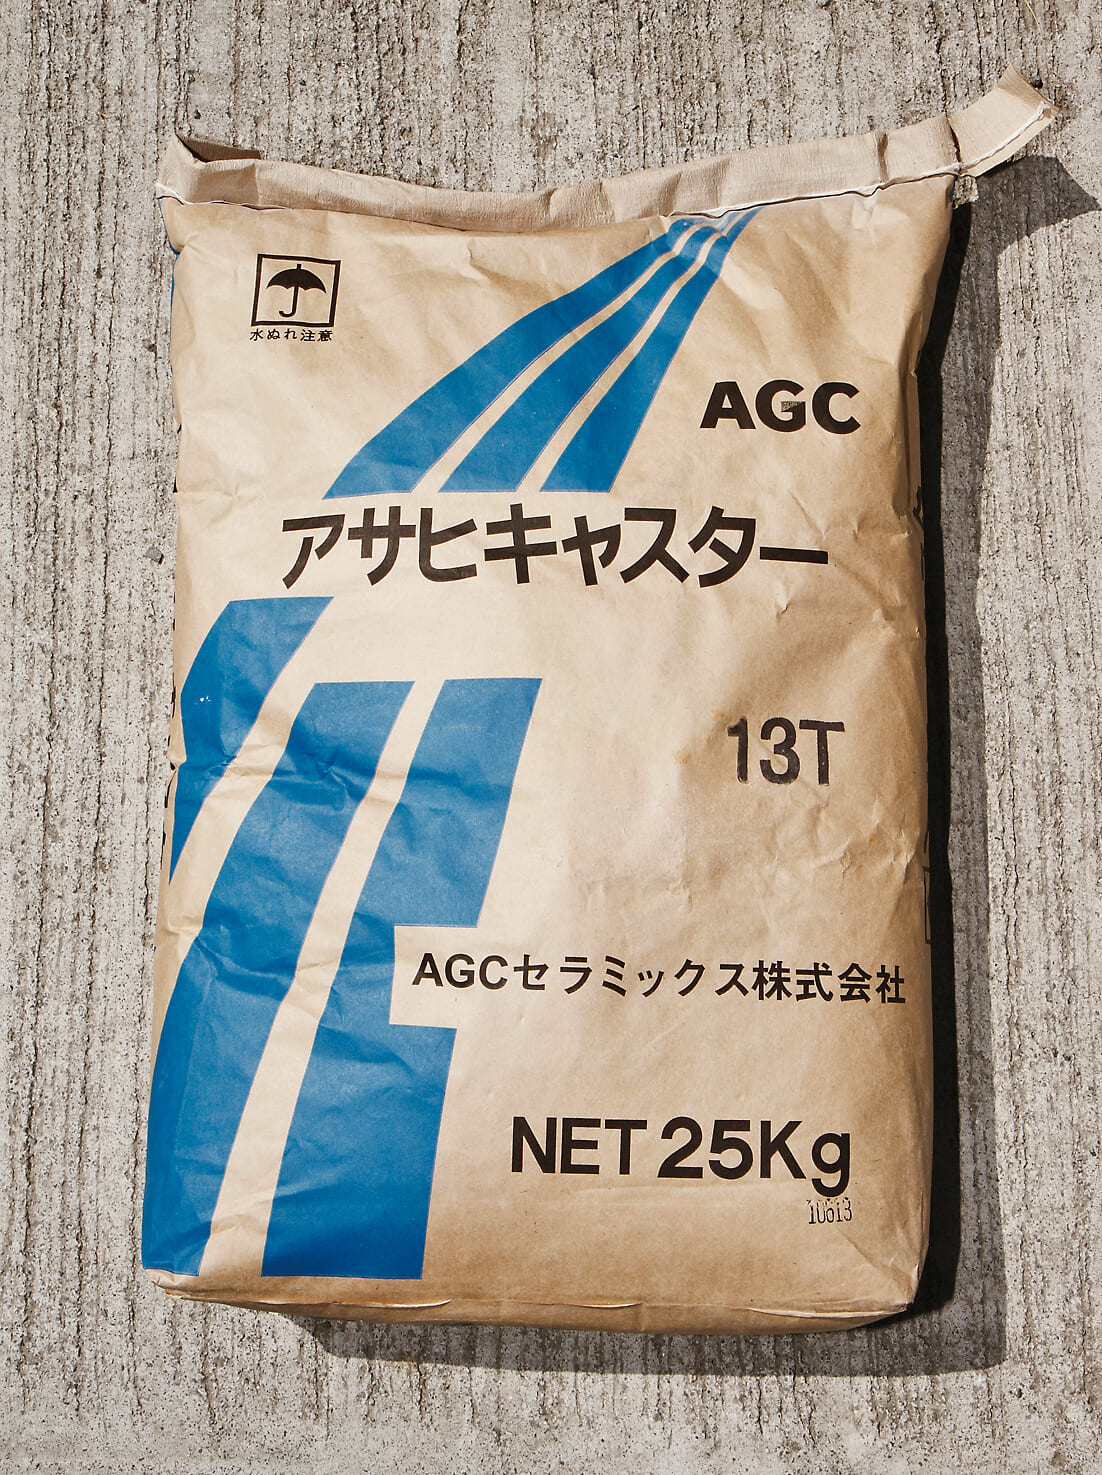 水ぬれ注意
AGC
アサヒキャスター
13T
AGCセラミックス株式会社
NET 25Kg